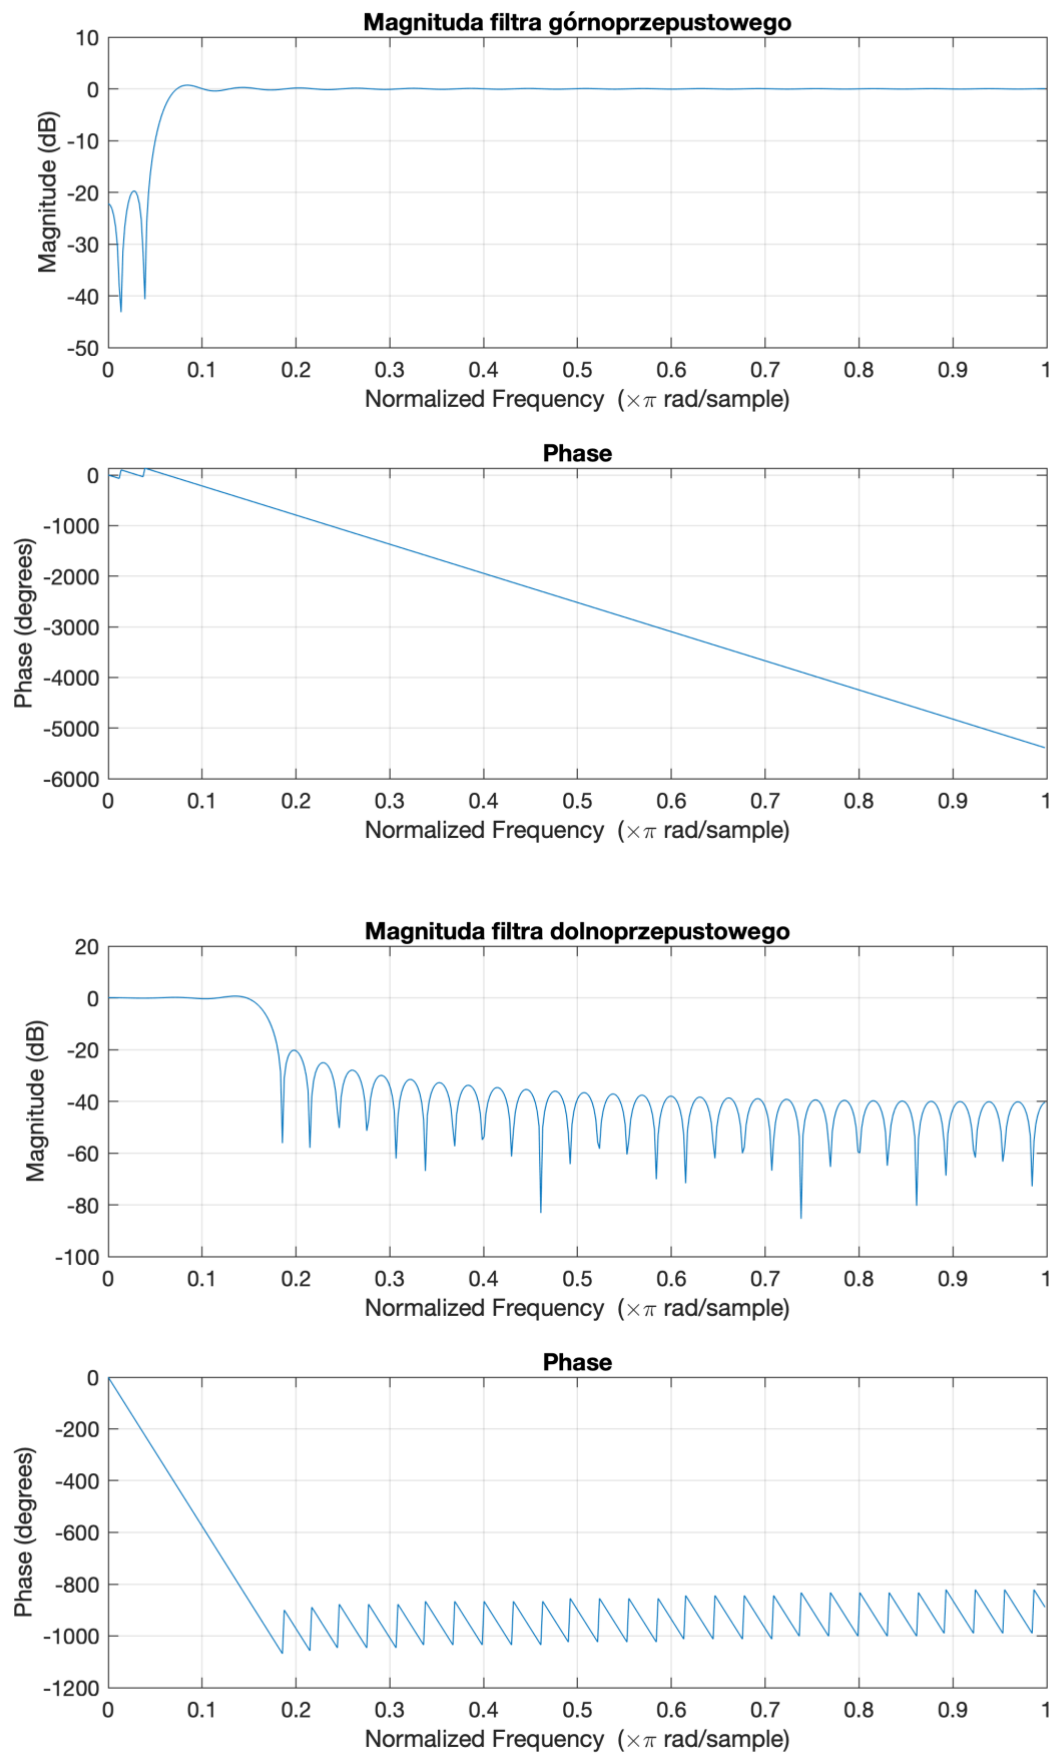 Magnituda filtra górnoprzepustowego
10
0
-10
-20
-30
-40
-50
Magnitude (dB)
0 0.1 0.2 0.3 0.4 0.5 0.6 0.7 0.8 0.9 1
Normalized Frequency (×π rad/sample)
Phase
0
-1000
-2000
-3000
-4000
-5000
-6000
Phase (degrees)
0 0.1 0.2 0.3 0.4 0.5 0.6 0.7 0.8 0.9 1
Normalized Frequency (×π rad/sample)
Magnituda filtra dolnoprzepustowego
20
0
-20
-40
-60
-80
-100
Magnitude (dB)
0 0.1 0.2 0.3 0.4 0.5 0.6 0.7 0.8 0.9 1
Normalized Frequency (×π rad/sample)
Phase
0
-200
-400
-600
-800
-1000
-1200
Phase (degrees)
0 0.1 0.2 0.3 0.4 0.5 0.6 0.7 0.8 0.9 1
Normalized Frequency (×π rad/sample)